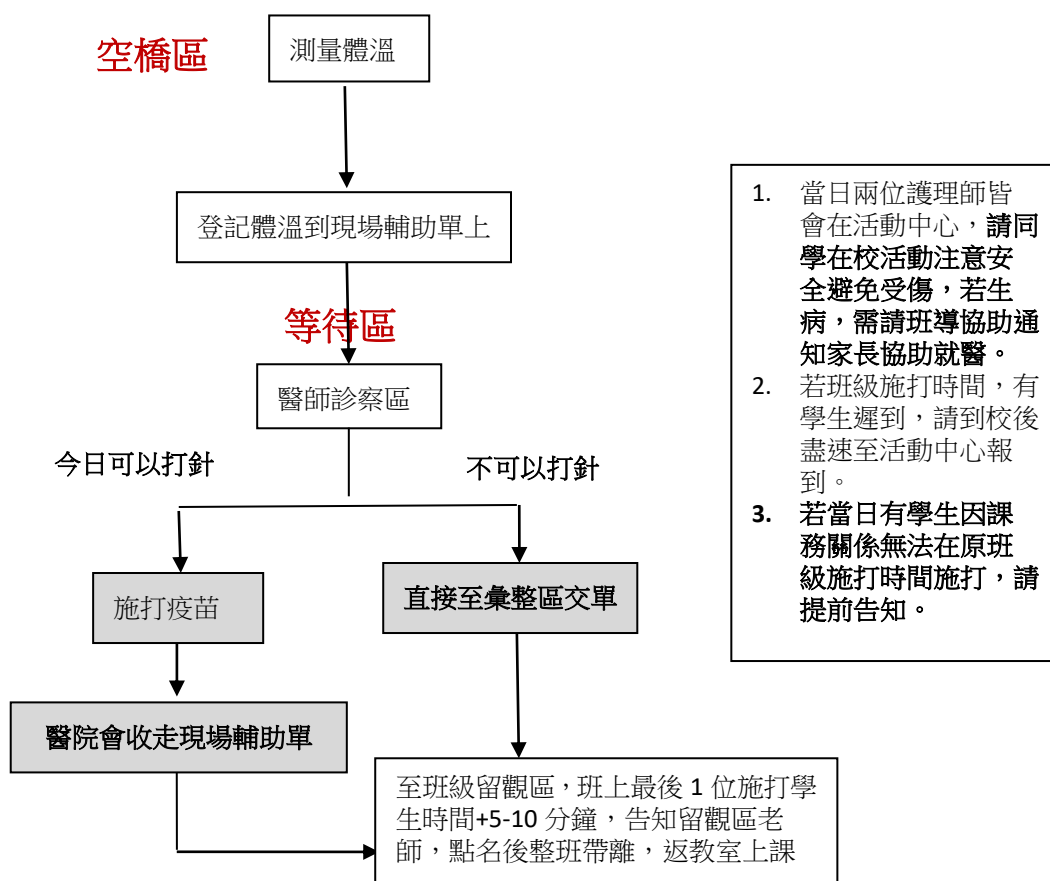 空橋區
測量體溫
登記體溫到現場輔助單上
等待區
醫師診察區
今日可以打針
不可以打針
施打疫苗
直接至彙整區交單
醫院會收走現場輔助單
至班級留觀區，班上最後 1 位施打學
生時間+5-10 分鐘，告知留觀區老
師，點名後整班帶離，返教室上課
1. 當日兩位護理師皆
會在活動中心，請同
學在校活動注意安
全避免受傷，若生
病，需請班導協助通
知家長協助就醫。
2. 若班級施打時間，有
學生遲到，請到校後
盡速至活動中心報
到。
3. 若當日有學生因課
務關係無法在原班
級施打時間施打，請
提前告知。